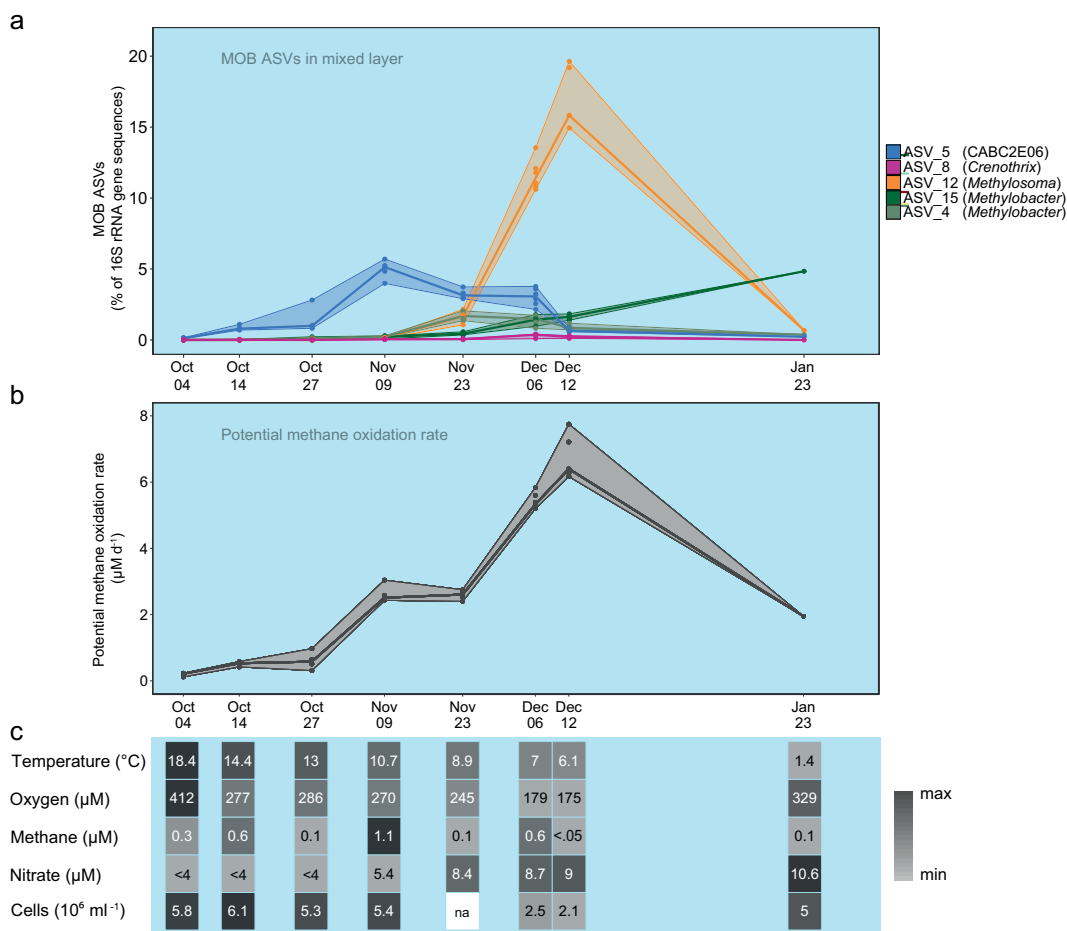 a
MOB ASVs in mixed layer
MOB ASVs
(% of 16S rRNA gene sequences)
20
15
10
5
0
Oct 04
Oct 14
Oct 27
Nov 09
Nov 23
Dec 06
Dec 12
Jan 23
ASV_5 (CABC2E06)
ASV_8 (Crenothrix)
ASV_12 (Methylosoma)
ASV_15 (Methylobacter)
ASV_4 (Methylobacter)
b
Potential methane oxidation rate
Potential methane oxidation rate
(µM d⁻¹)
8
6
4
2
0
Oct 04
Oct 14
Oct 27
Nov 09
Nov 23
Dec 06
Dec 12
Jan 23
c
Temperature (°C) 18.4 14.4 13 10.7 8.9 7 6.1 1.4
Oxygen (µM) 412 277 286 270 245 179 175 329
Methane (µM) 0.3 0.6 0.1 1.1 0.1 0.6 <.05 0.1
Nitrate (µM) <4 <4 <4 5.4 8.4 8.7 9 10.6
Cells (10⁶ ml⁻¹) 5.8 6.1 5.3 5.4 na 2.5 2.1 5
max
min